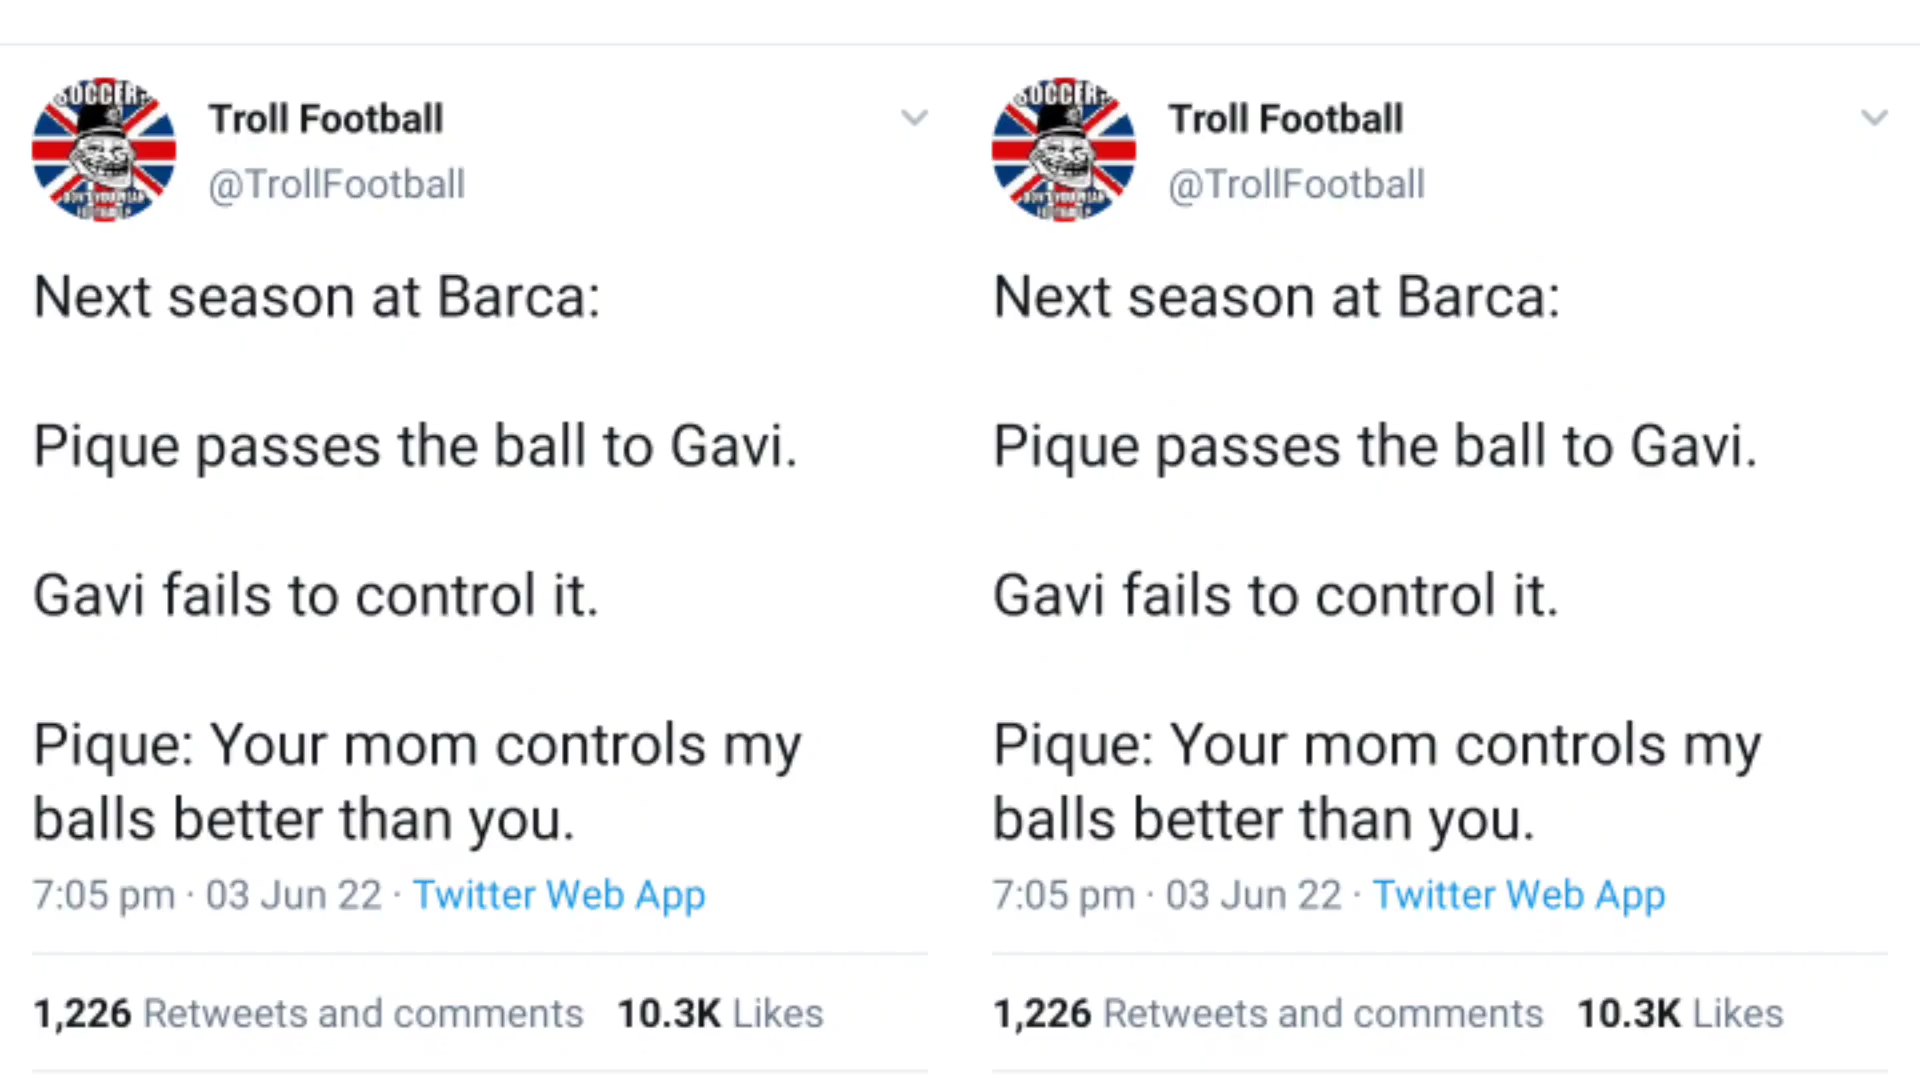 SOCCER?
Troll Football
@TrollFootball
Next season at Barca:
Pique passes the ball to Gavi.
Gavi fails to control it.
Pique: Your mom controls my
balls better than you.
7:05 pm · 03 Jun 22 · Twitter Web App
1,226 Retweets and comments 10.3K Likes
SOCCER?
Troll Football
@TrollFootball
Next season at Barca:
Pique passes the ball to Gavi.
Gavi fails to control it.
Pique: Your mom controls my
balls better than you.
7:05 pm · 03 Jun 22 · Twitter Web App
1,226 Retweets and comments 10.3K Likes